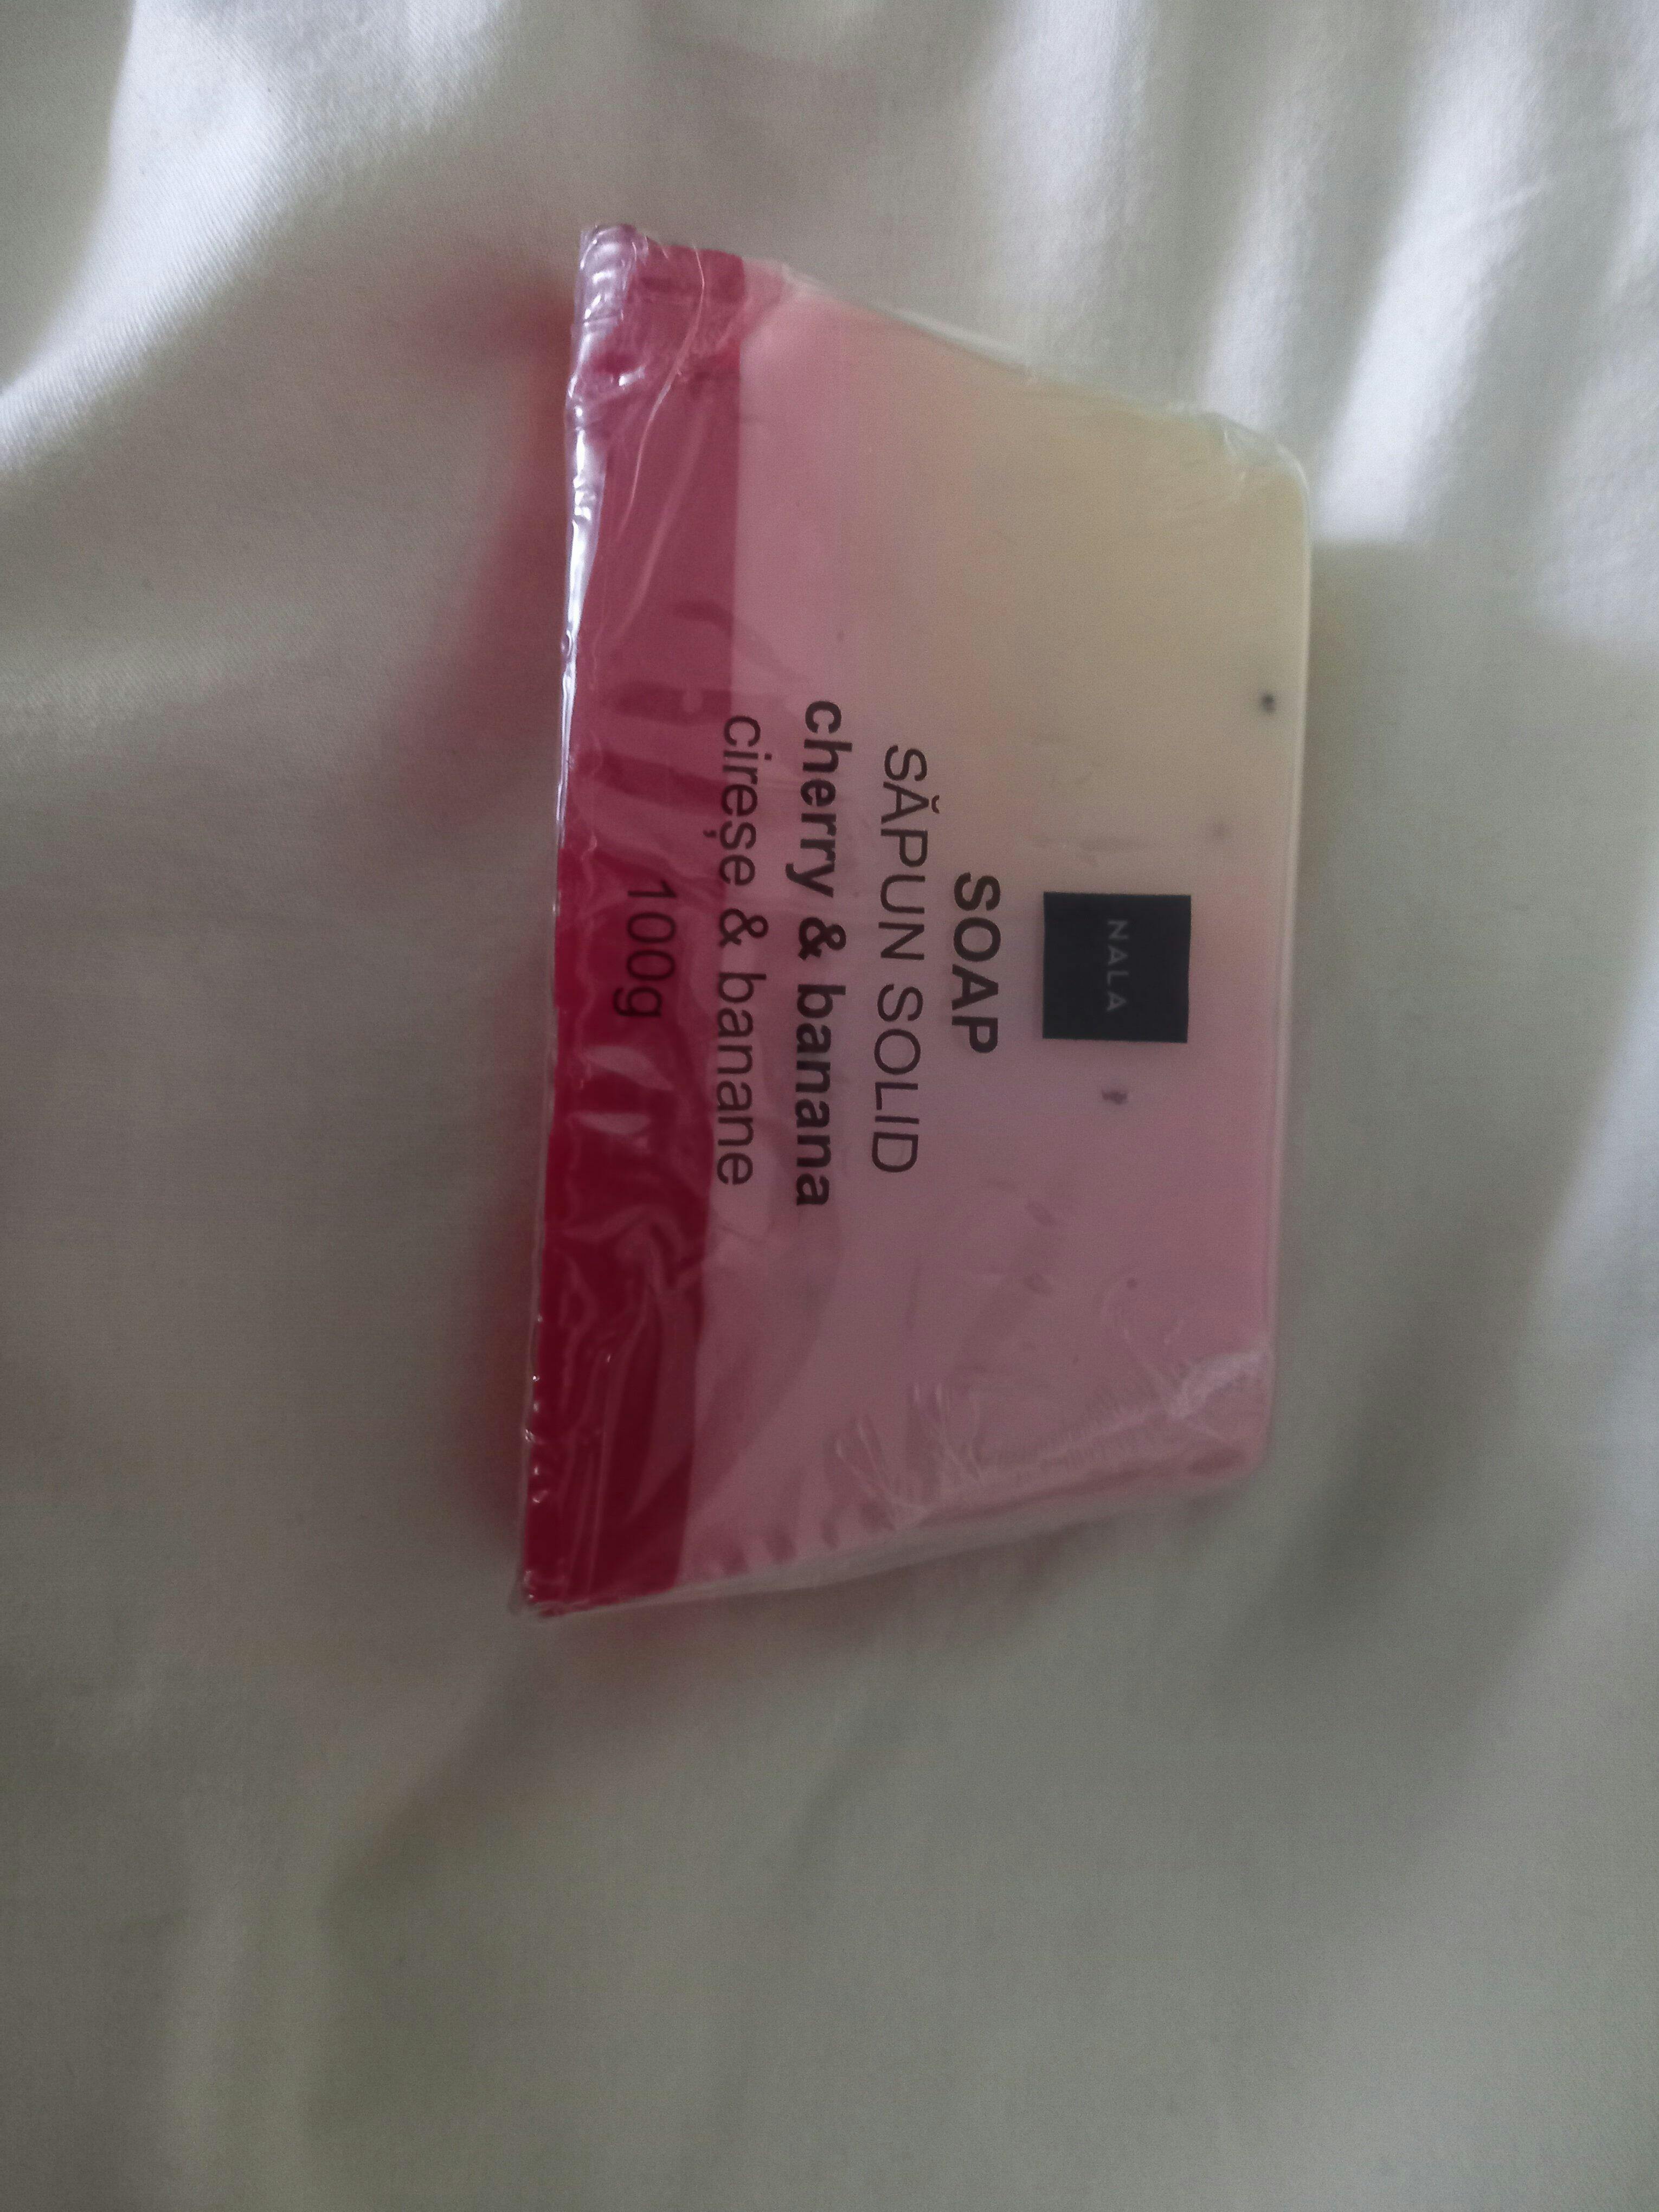 NALA
SOAP
SĂPUN SOLID
cherry & banana
cireșe & banane
100g